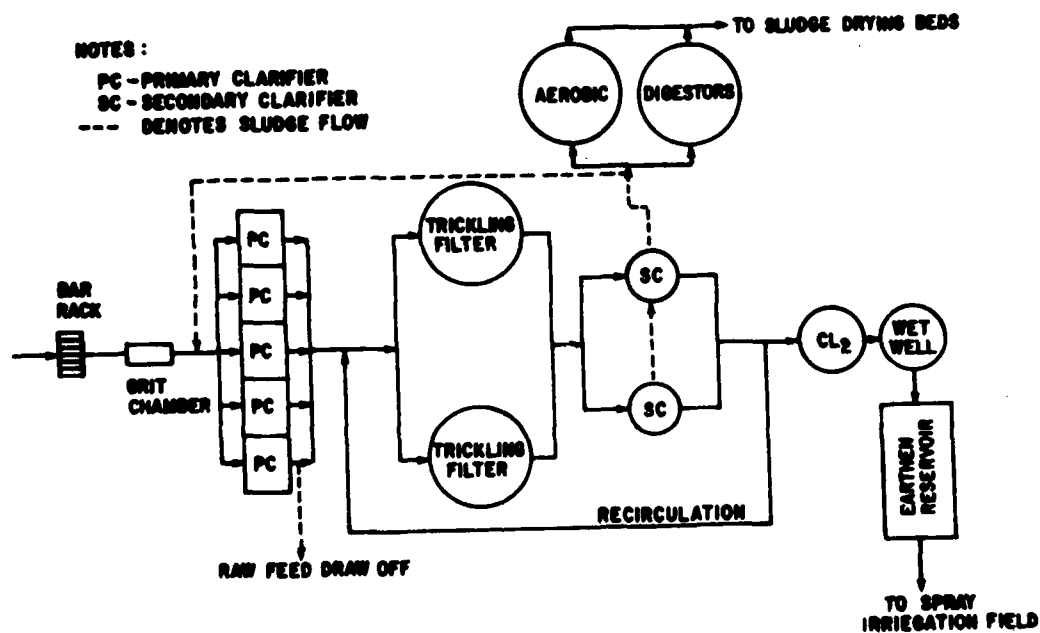 NOTES :
PC - PRIMARY CLARIFIER
SC - SECONDARY CLARIFIER
--- DENOTES SLUDGE FLOW
TO SLUDGE DRYING BEDS
AEROBIC
DIGESTORS
TRICKLING
FILTER
PC
PC
PC
PC
PC
BAR
RACK
GRIT
CHAMBER
SC
SC
CL2
WET
WELL
TRICKLING
FILTER
EARTHEN
RESERVOIR
RECIRCULATION
RAW FEED DRAW OFF
TO SPRAY
IRRIEGATION FIELD